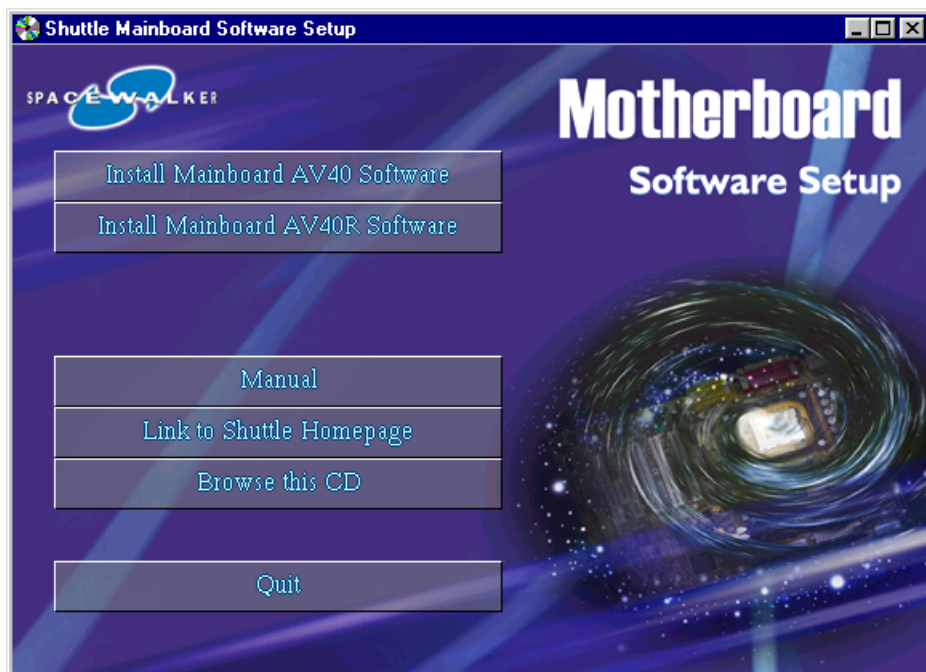 Shuttle Mainboard Software Setup
SPACEWALKER
Motherboard
Software Setup
Install Mainboard AV40 Software
Install Mainboard AV40R Software
Manual
Link to Shuttle Homepage
Browse this CD
Quit